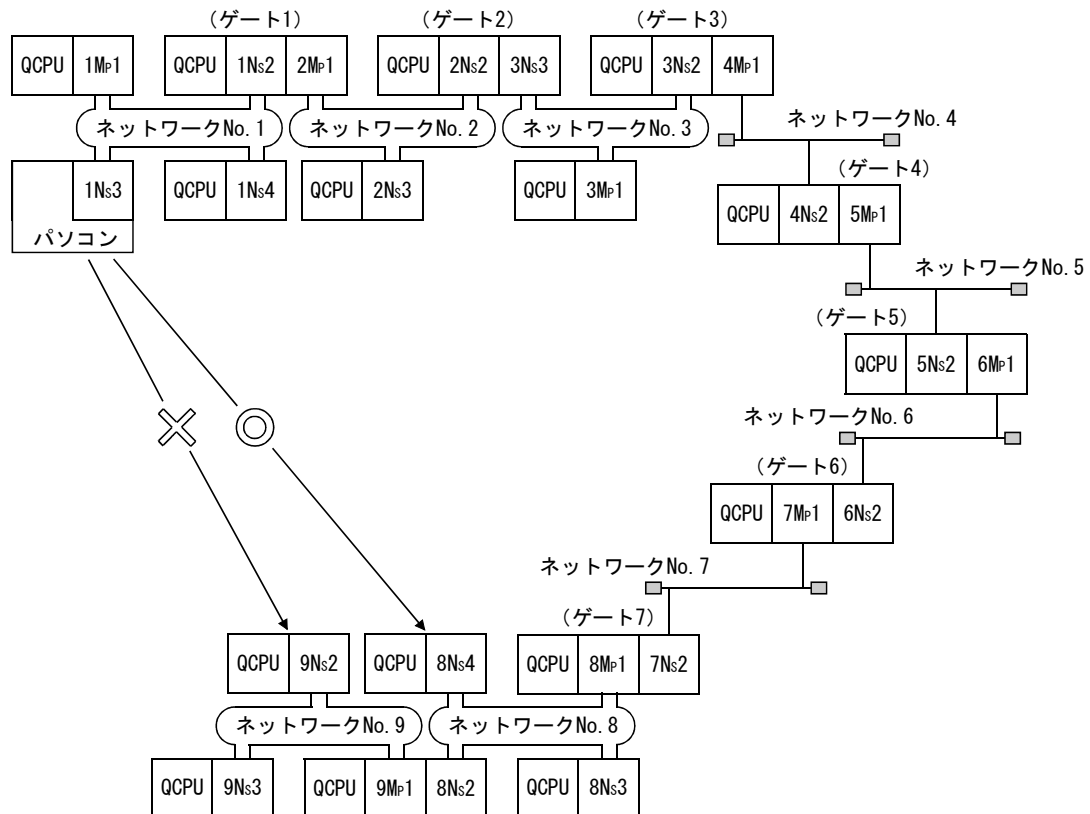 （ゲート1） （ゲート2） （ゲート3）
QCPU 1MP1 QCPU 1NS2 2MP1 QCPU 2NS2 3NS3 QCPU 3NS2 4MP1
ネットワークNo.1 ネットワークNo.2 ネットワークNo.3 ネットワークNo.4
1NS3 QCPU 1NS4 QCPU 2NS3 QCPU 3MP1
パソコン
（ゲート4）
QCPU 4NS2 5MP1
ネットワークNo.5
（ゲート5）
QCPU 5NS2 6MP1
ネットワークNo.6
（ゲート6）
QCPU 7MP1 6NS2
ネットワークNo.7
（ゲート7）
QCPU 9NS2 QCPU 8NS4 QCPU 8MP1 7NS2
ネットワークNo.9 ネットワークNo.8
QCPU 9NS3 QCPU 9MP1 8NS2 QCPU 8NS3